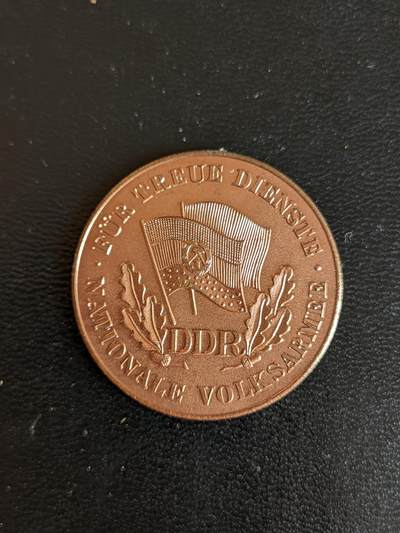 · FÜR TREUE DIENSTE ·
NATIONALE VOLKSARMEE
DDR